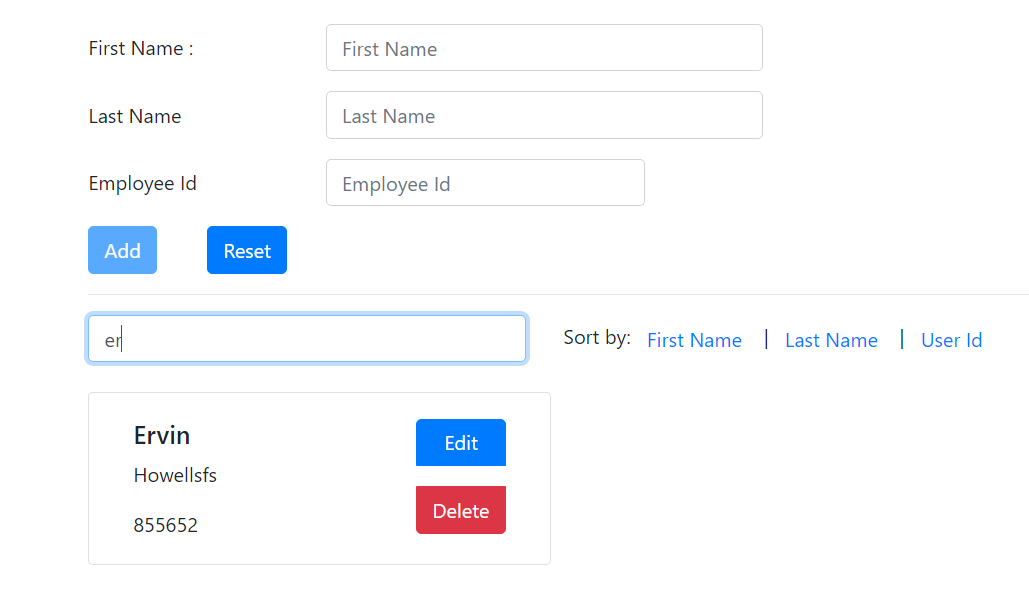 First Name : First Name
Last Name Last Name
Employee Id Employee Id
Add Reset
er Sort by: First Name | Last Name | User Id
Ervin Edit
Howellsfs
855652 Delete